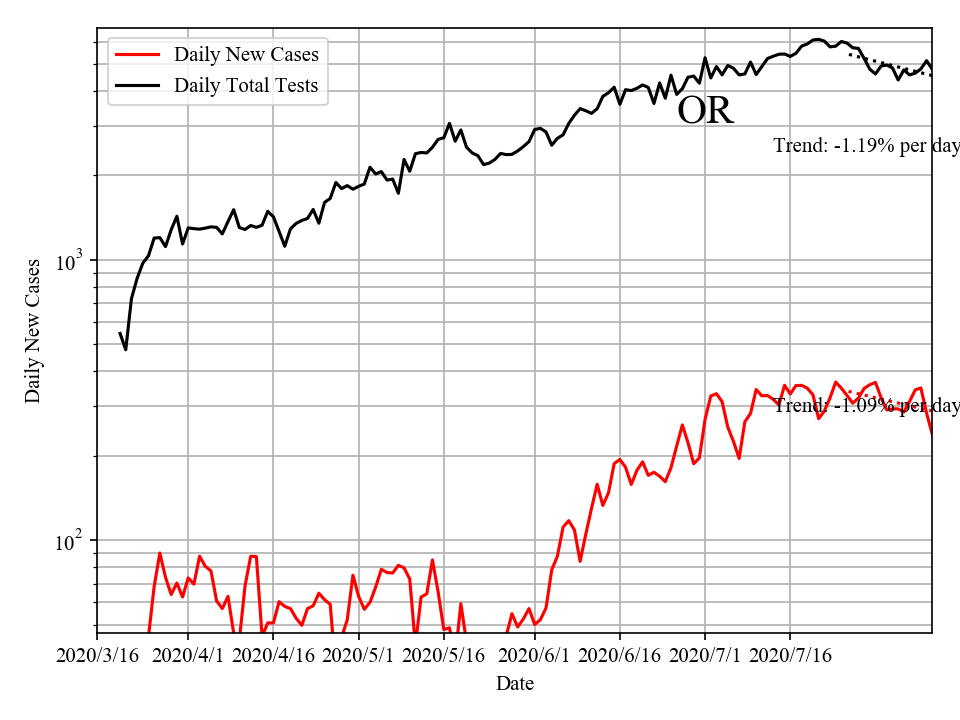 Daily New Cases
Daily Total Tests
OR
Trend: -1.19% per day
10³
Daily New Cases
Trend: -1.09% per day
10²
2020/3/16 2020/4/1 2020/4/16 2020/5/1 2020/5/16 2020/6/1 2020/6/16 2020/7/1 2020/7/16
Date